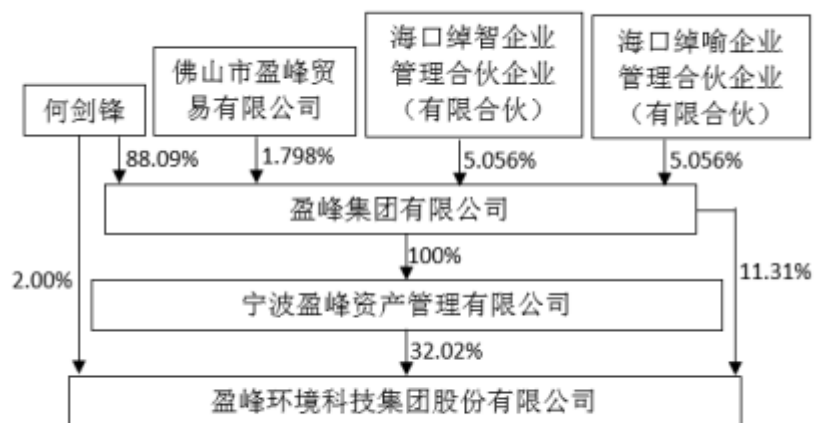 海口绰智企业
管理合伙企业
（有限合伙）
海口绰喻企业
管理合伙企业
（有限合伙）
佛山市盈峰贸
易有限公司
何剑锋
88.09%
1.798%
5.056%
5.056%
盈峰集团有限公司
100%
2.00%
11.31%
宁波盈峰资产管理有限公司
32.02%
盈峰环境科技集团股份有限公司